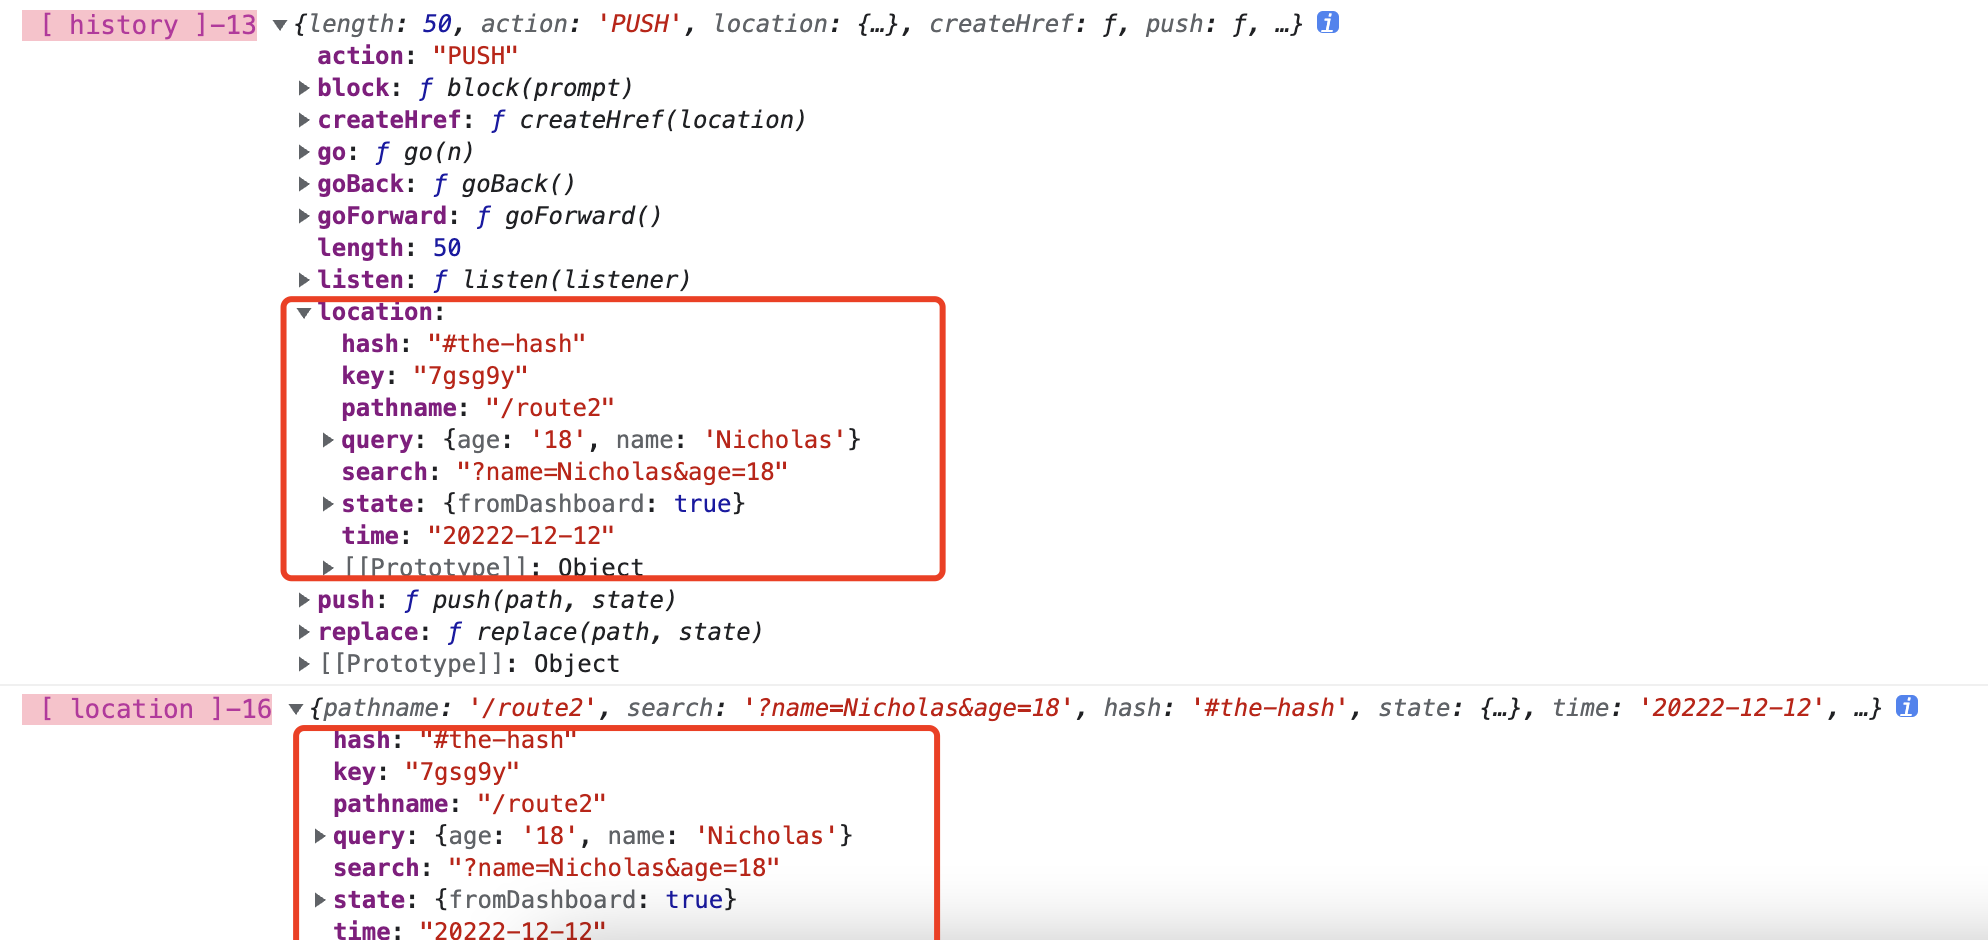 [ history ]-13 ▼{length: 50, action: 'PUSH', location: {…}, createHref: ƒ, push: ƒ, …} i
action: "PUSH"
▶block: ƒ block(prompt)
▶createHref: ƒ createHref(location)
▶go: ƒ go(n)
▶goBack: ƒ goBack()
▶goForward: ƒ goForward()
length: 50
▶listen: ƒ listen(listener)
▼location:
hash: "#the-hash"
key: "7gsg9y"
pathname: "/route2"
▶query: {age: '18', name: 'Nicholas'}
search: "?name=Nicholas&age=18"
▶state: {fromDashboard: true}
time: "20222-12-12"
▶[[Prototype]]: Object
▶push: ƒ push(path, state)
▶replace: ƒ replace(path, state)
▶[[Prototype]]: Object
[ location ]-16 ▼{pathname: '/route2', search: '?name=Nicholas&age=18', hash: '#the-hash', state: {…}, time: '20222-12-12', …} i
hash: "#the-hash"
key: "7gsg9y"
pathname: "/route2"
▶query: {age: '18', name: 'Nicholas'}
search: "?name=Nicholas&age=18"
▶state: {fromDashboard: true}
time: "20222-12-12"